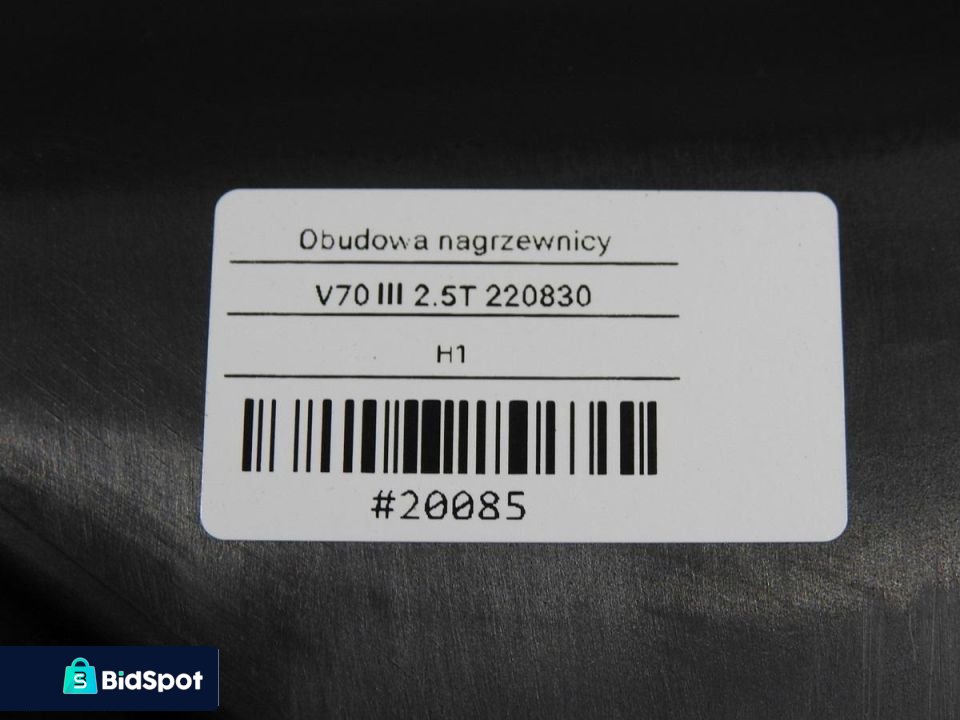 Obudowa nagrzewnicy
V70 III 2.5T 220830
H1
#20085
BidSpot